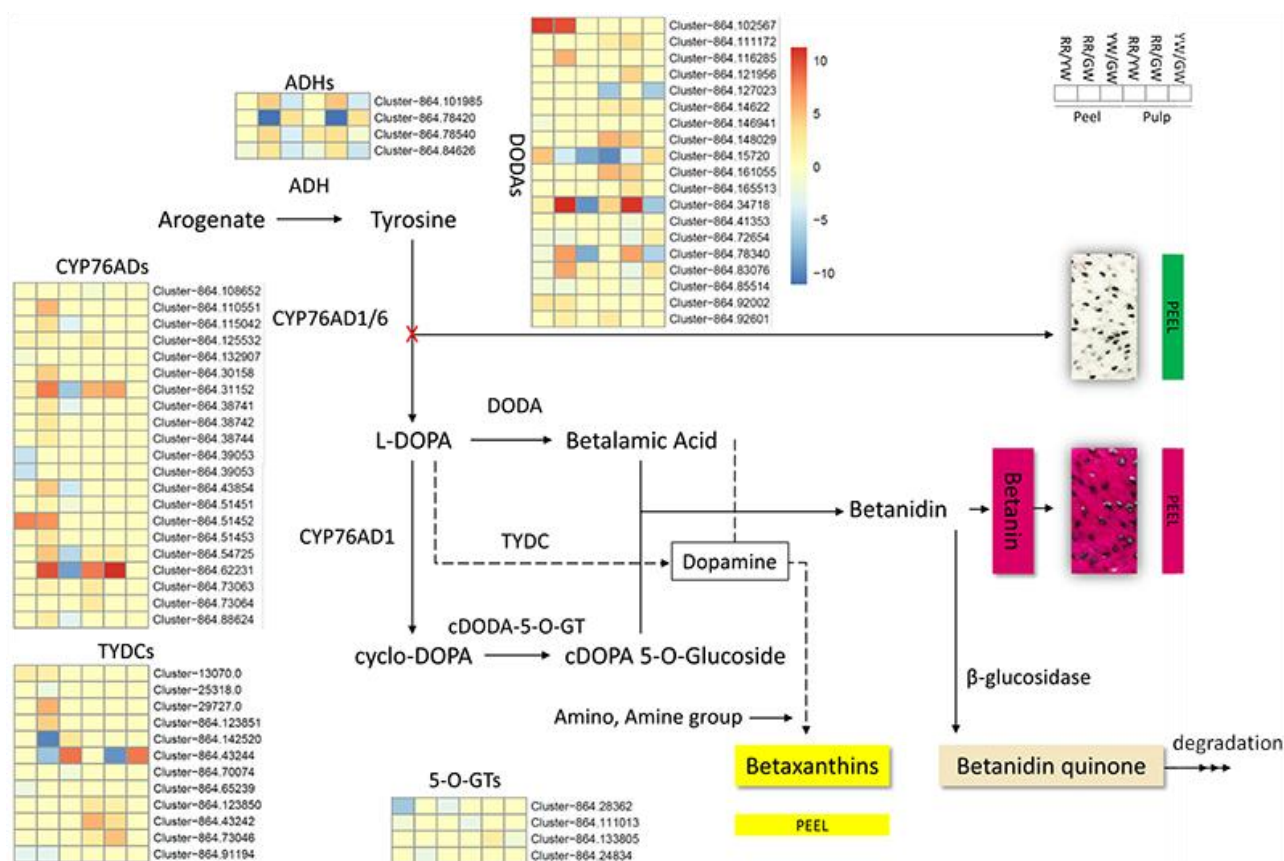 ADHs
Cluster-864.101985
Cluster-864.78420
Cluster-864.78540
Cluster-864.84626
ADH
Arogenate
Tyrosine
DODAs
Cluster-864.102567
Cluster-864.111172
Cluster-864.116285
Cluster-864.121956
Cluster-864.127023
Cluster-864.14622
Cluster-864.146941
Cluster-864.148029
Cluster-864.15720
Cluster-864.161055
Cluster-864.165513
Cluster-864.34718
Cluster-864.41353
Cluster-864.72654
Cluster-864.78340
Cluster-864.83076
Cluster-864.85514
Cluster-864.92002
Cluster-864.92601
10
5
0
−5
−10
RR/YW
RR/GW
YW/GW
RR/YW
RR/GW
YW/GW
Peel
Pulp
CYP76ADs
Cluster-864.108652
Cluster-864.110551
Cluster-864.115042
Cluster-864.125532
Cluster-864.132907
Cluster-864.30158
Cluster-864.31152
Cluster-864.38741
Cluster-864.38742
Cluster-864.38744
Cluster-864.39053
Cluster-864.39053
Cluster-864.43854
Cluster-864.51451
Cluster-864.51452
Cluster-864.51453
Cluster-864.54725
Cluster-864.62231
Cluster-864.73063
Cluster-864.73064
Cluster-864.88624
CYP76AD1/6
PEEL
L-DOPA
DODA
Betalamic Acid
CYP76AD1
TYDC
Dopamine
Betanidin
Betanin
PEEL
cyclo-DOPA
cDODA-5-O-GT
cDOPA 5-O-Glucoside
β-glucosidase
Amino, Amine group
Betaxanthins
PEEL
Betanidin quinone
degradation
TYDCs
Cluster-13070.0
Cluster-25318.0
Cluster-29727.0
Cluster-864.123851
Cluster-864.142520
Cluster-864.43244
Cluster-864.70074
Cluster-864.65239
Cluster-864.123850
Cluster-864.43242
Cluster-864.73046
Cluster-864.91194
5-O-GTs
Cluster-864.28362
Cluster-864.111013
Cluster-864.133805
Cluster-864.24834